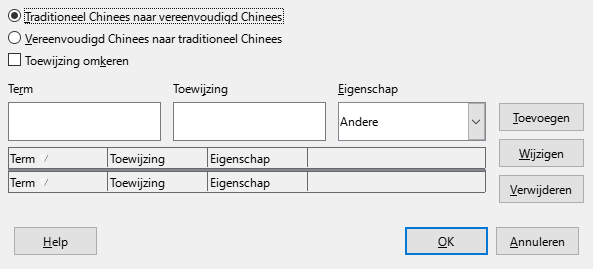 Traditioneel Chinees naar vereenvoudigd Chinees
Vereenvoudigd Chinees naar traditioneel Chinees
Toewijzing omkeren
Term Toewijzing Eigenschap
Andere
Toevoegen
Term / Toewijzing Eigenschap
Wijzigen
Term / Toewijzing Eigenschap
Verwijderen
Help OK Annuleren